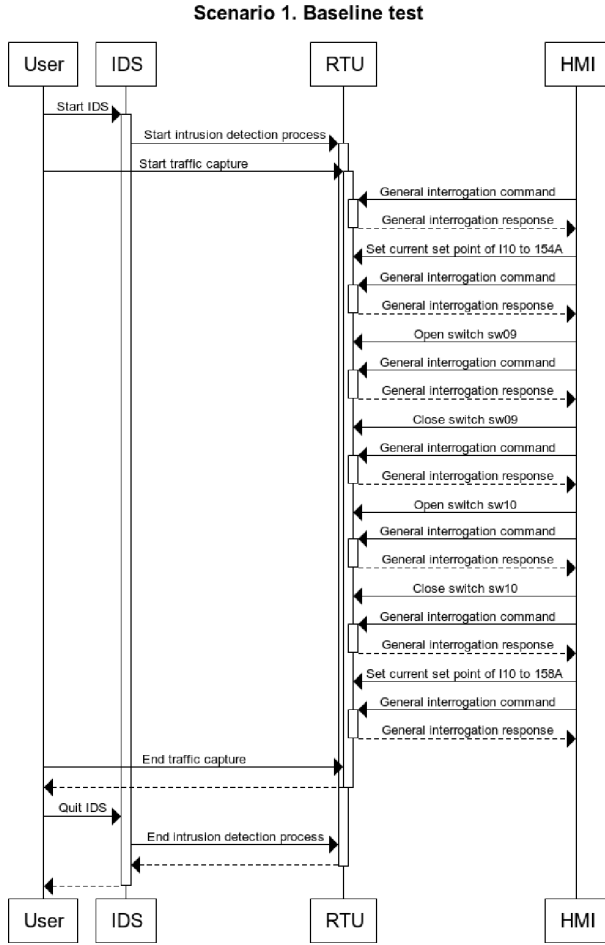 Scenario 1. Baseline test
User IDS RTU HMI
Start IDS
Start intrusion detection process
Start traffic capture
General interrogation command
General interrogation response
Set current set point of I10 to 154A
General interrogation command
General interrogation response
Open switch sw09
General interrogation command
General interrogation response
Close switch sw09
General interrogation command
General interrogation response
Open switch sw10
General interrogation command
General interrogation response
Close switch sw10
General interrogation command
General interrogation response
Set current set point of I10 to 158A
General interrogation command
General interrogation response
End traffic capture
Quit IDS
End intrusion detection process
User IDS RTU HMI